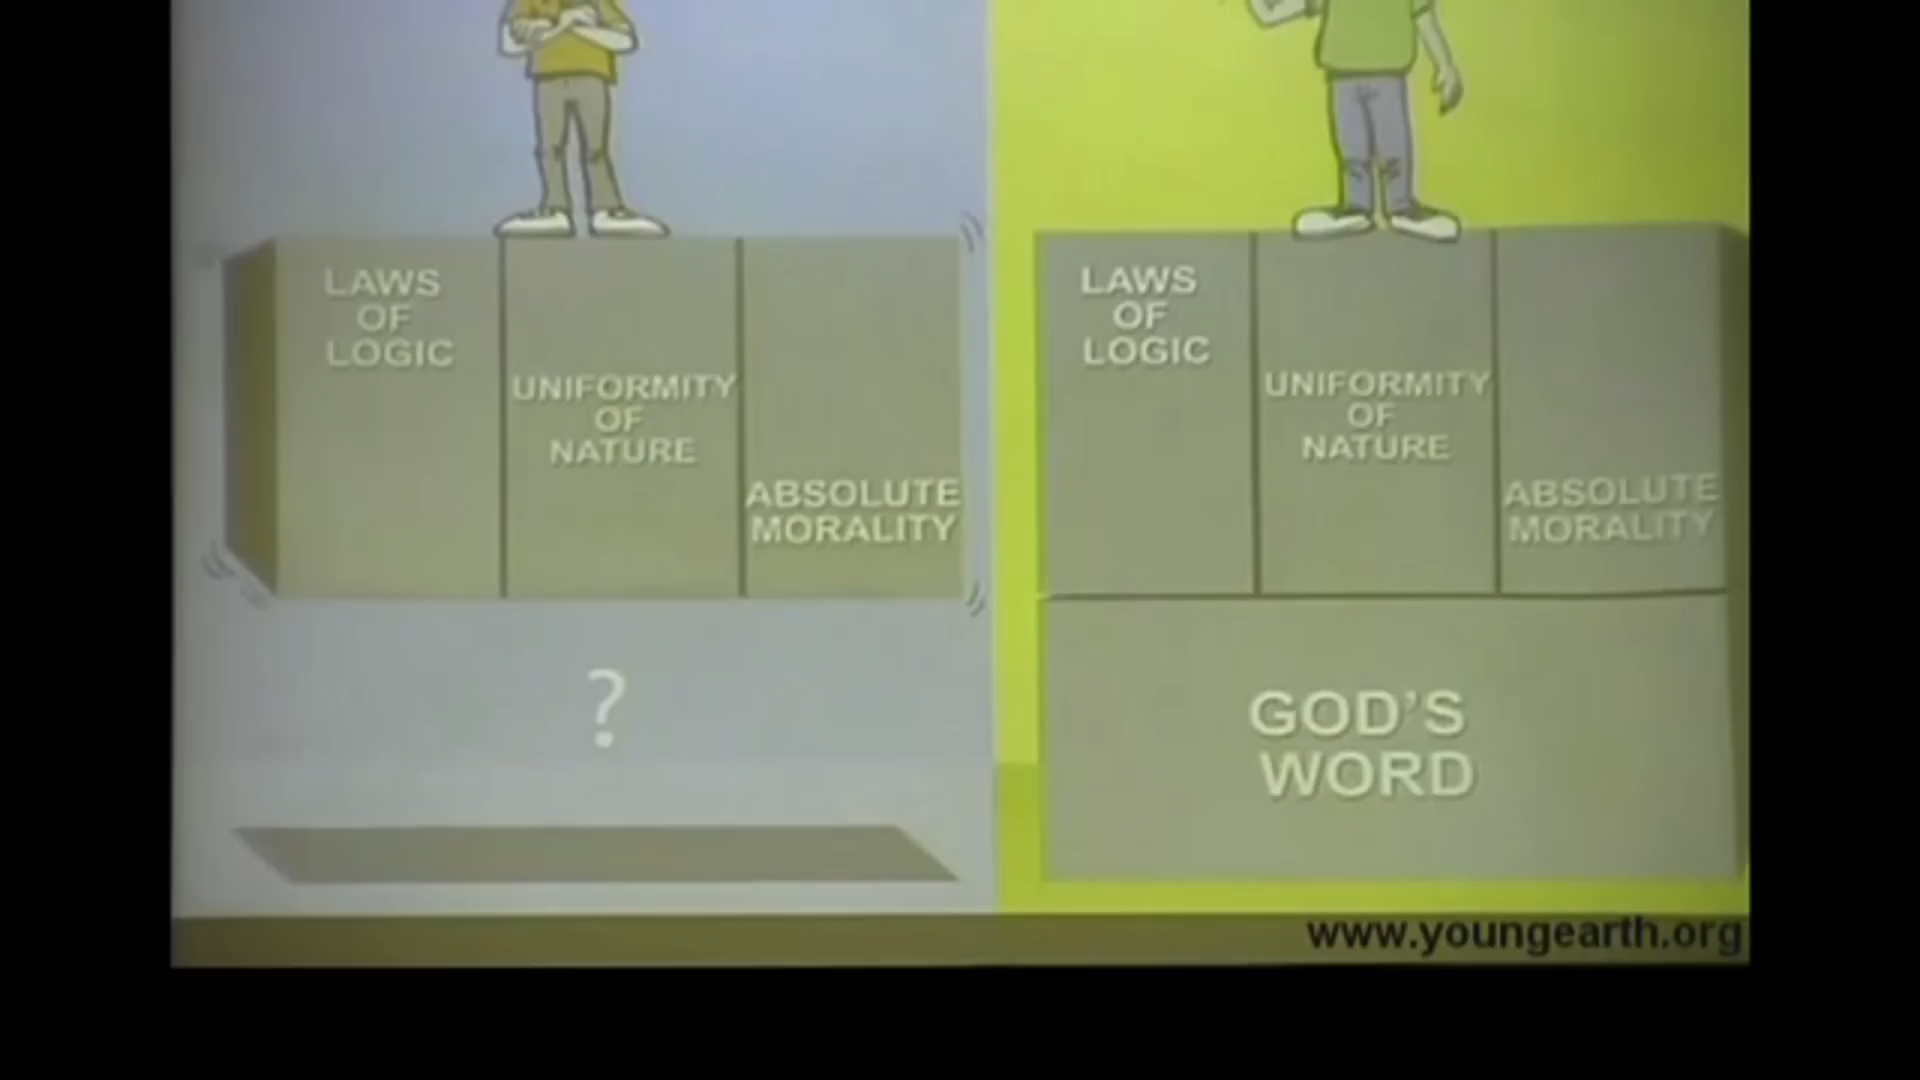 LAWS
OF
LOGIC
UNIFORMITY
OF
NATURE
ABSOLUTE
MORALITY
?
LAWS
OF
LOGIC
UNIFORMITY
OF
NATURE
ABSOLUTE
MORALITY
GOD'S
WORD
www.youngearth.org